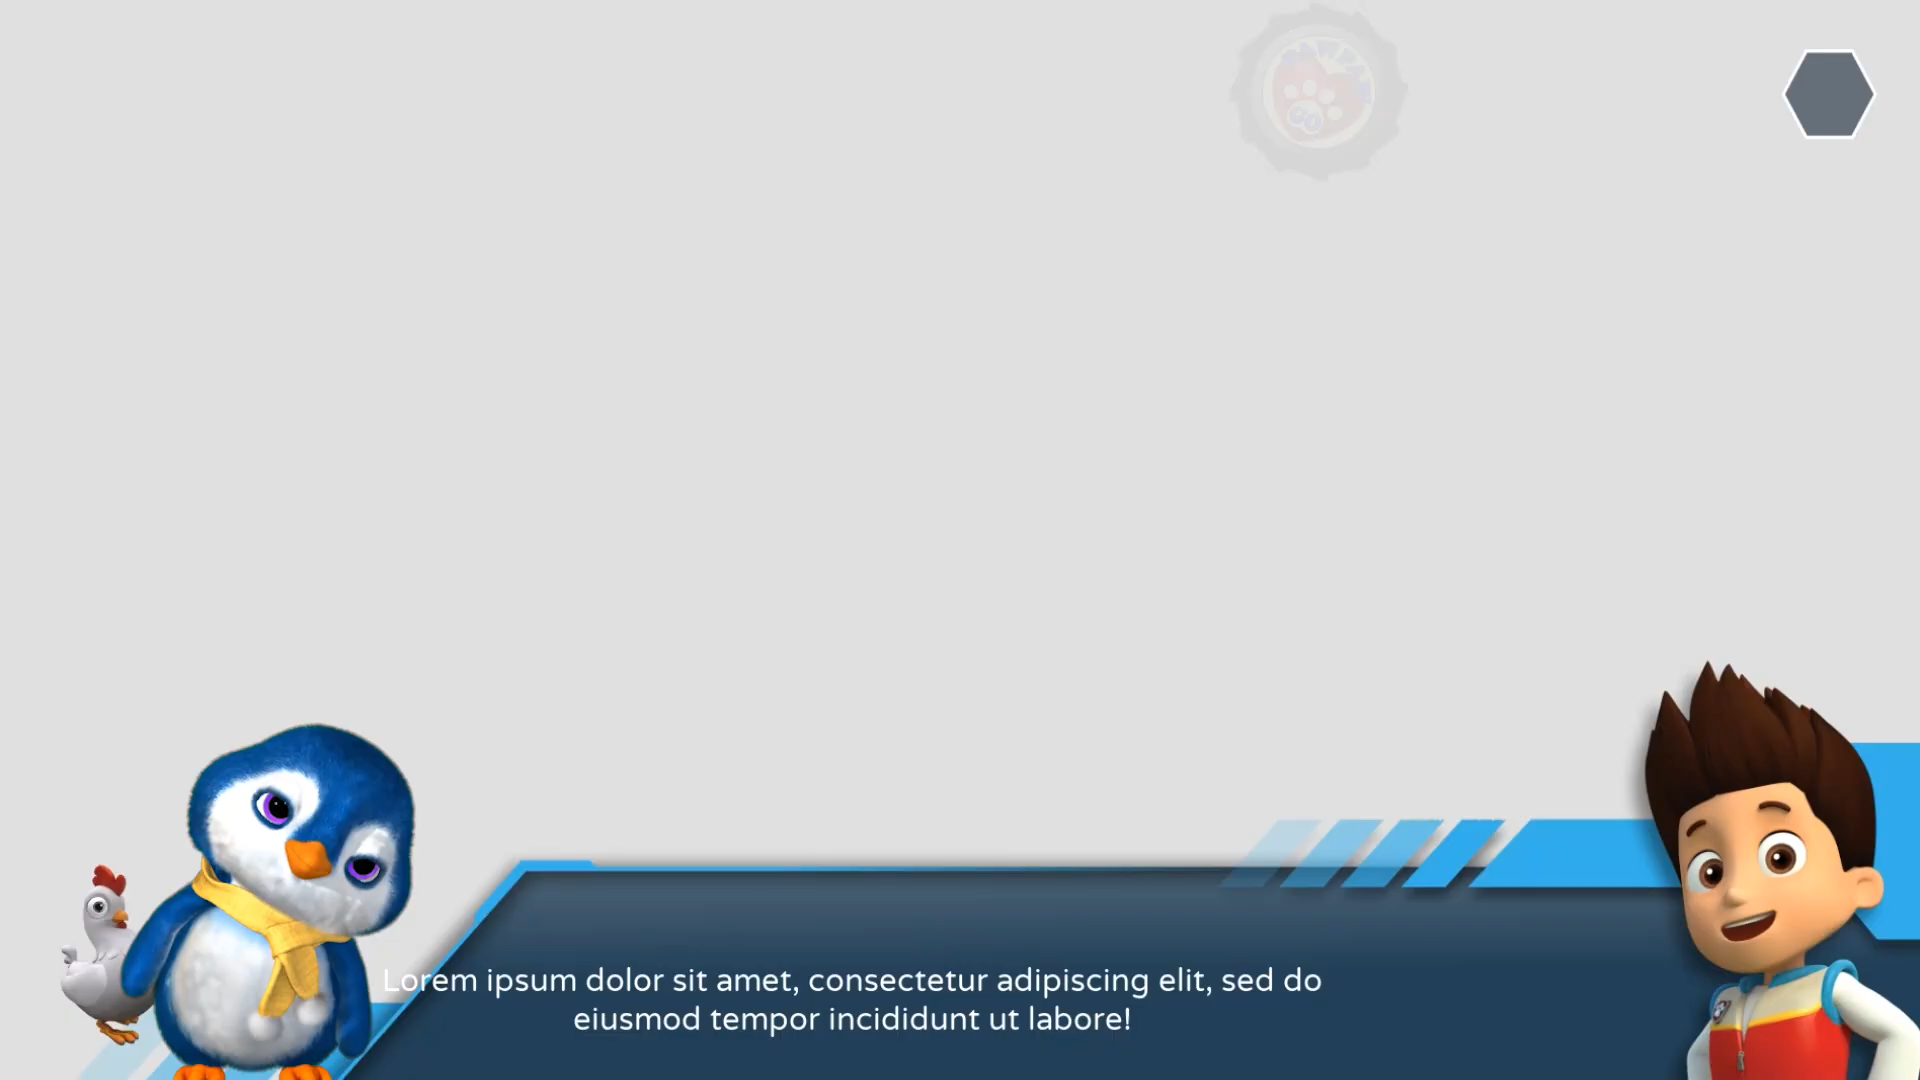 Lorem ipsum dolor sit amet, consectetur adipiscing elit, sed do
eiusmod tempor incididunt ut labore!